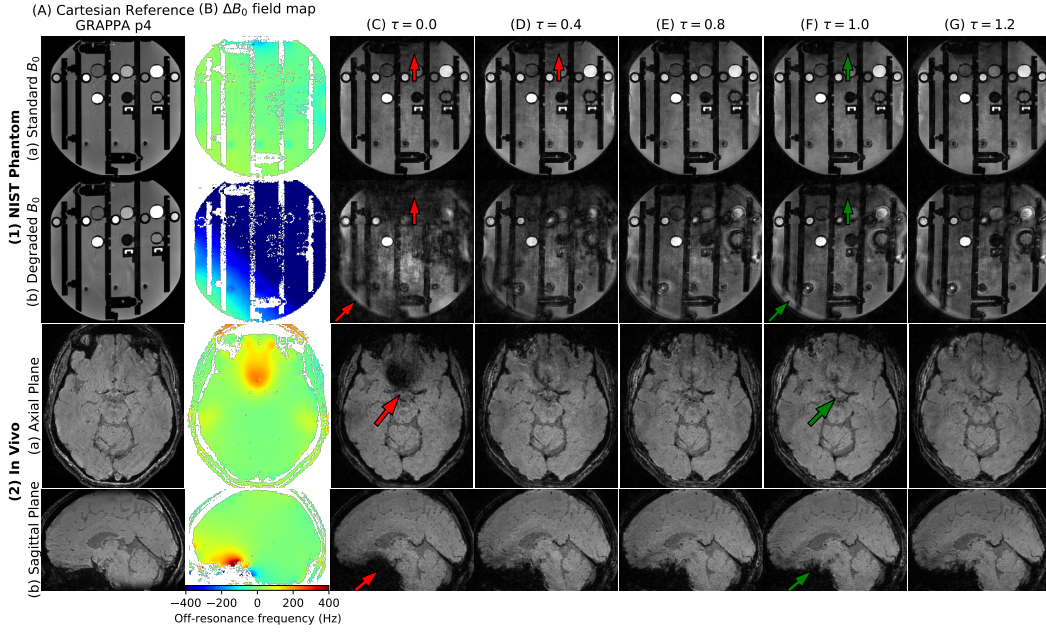 (A) Cartesian Reference
GRAPPA p4
(B) ΔB₀ field map
(C) τ = 0.0
(D) τ = 0.4
(E) τ = 0.8
(F) τ = 1.0
(G) τ = 1.2
(1) NIST Phantom
(a) Standard B₀
(b) Degraded B₀
(2) In Vivo
(a) Axial Plane
(b) Sagittal Plane
−400 −200 0 200 400
Off-resonance frequency (Hz)